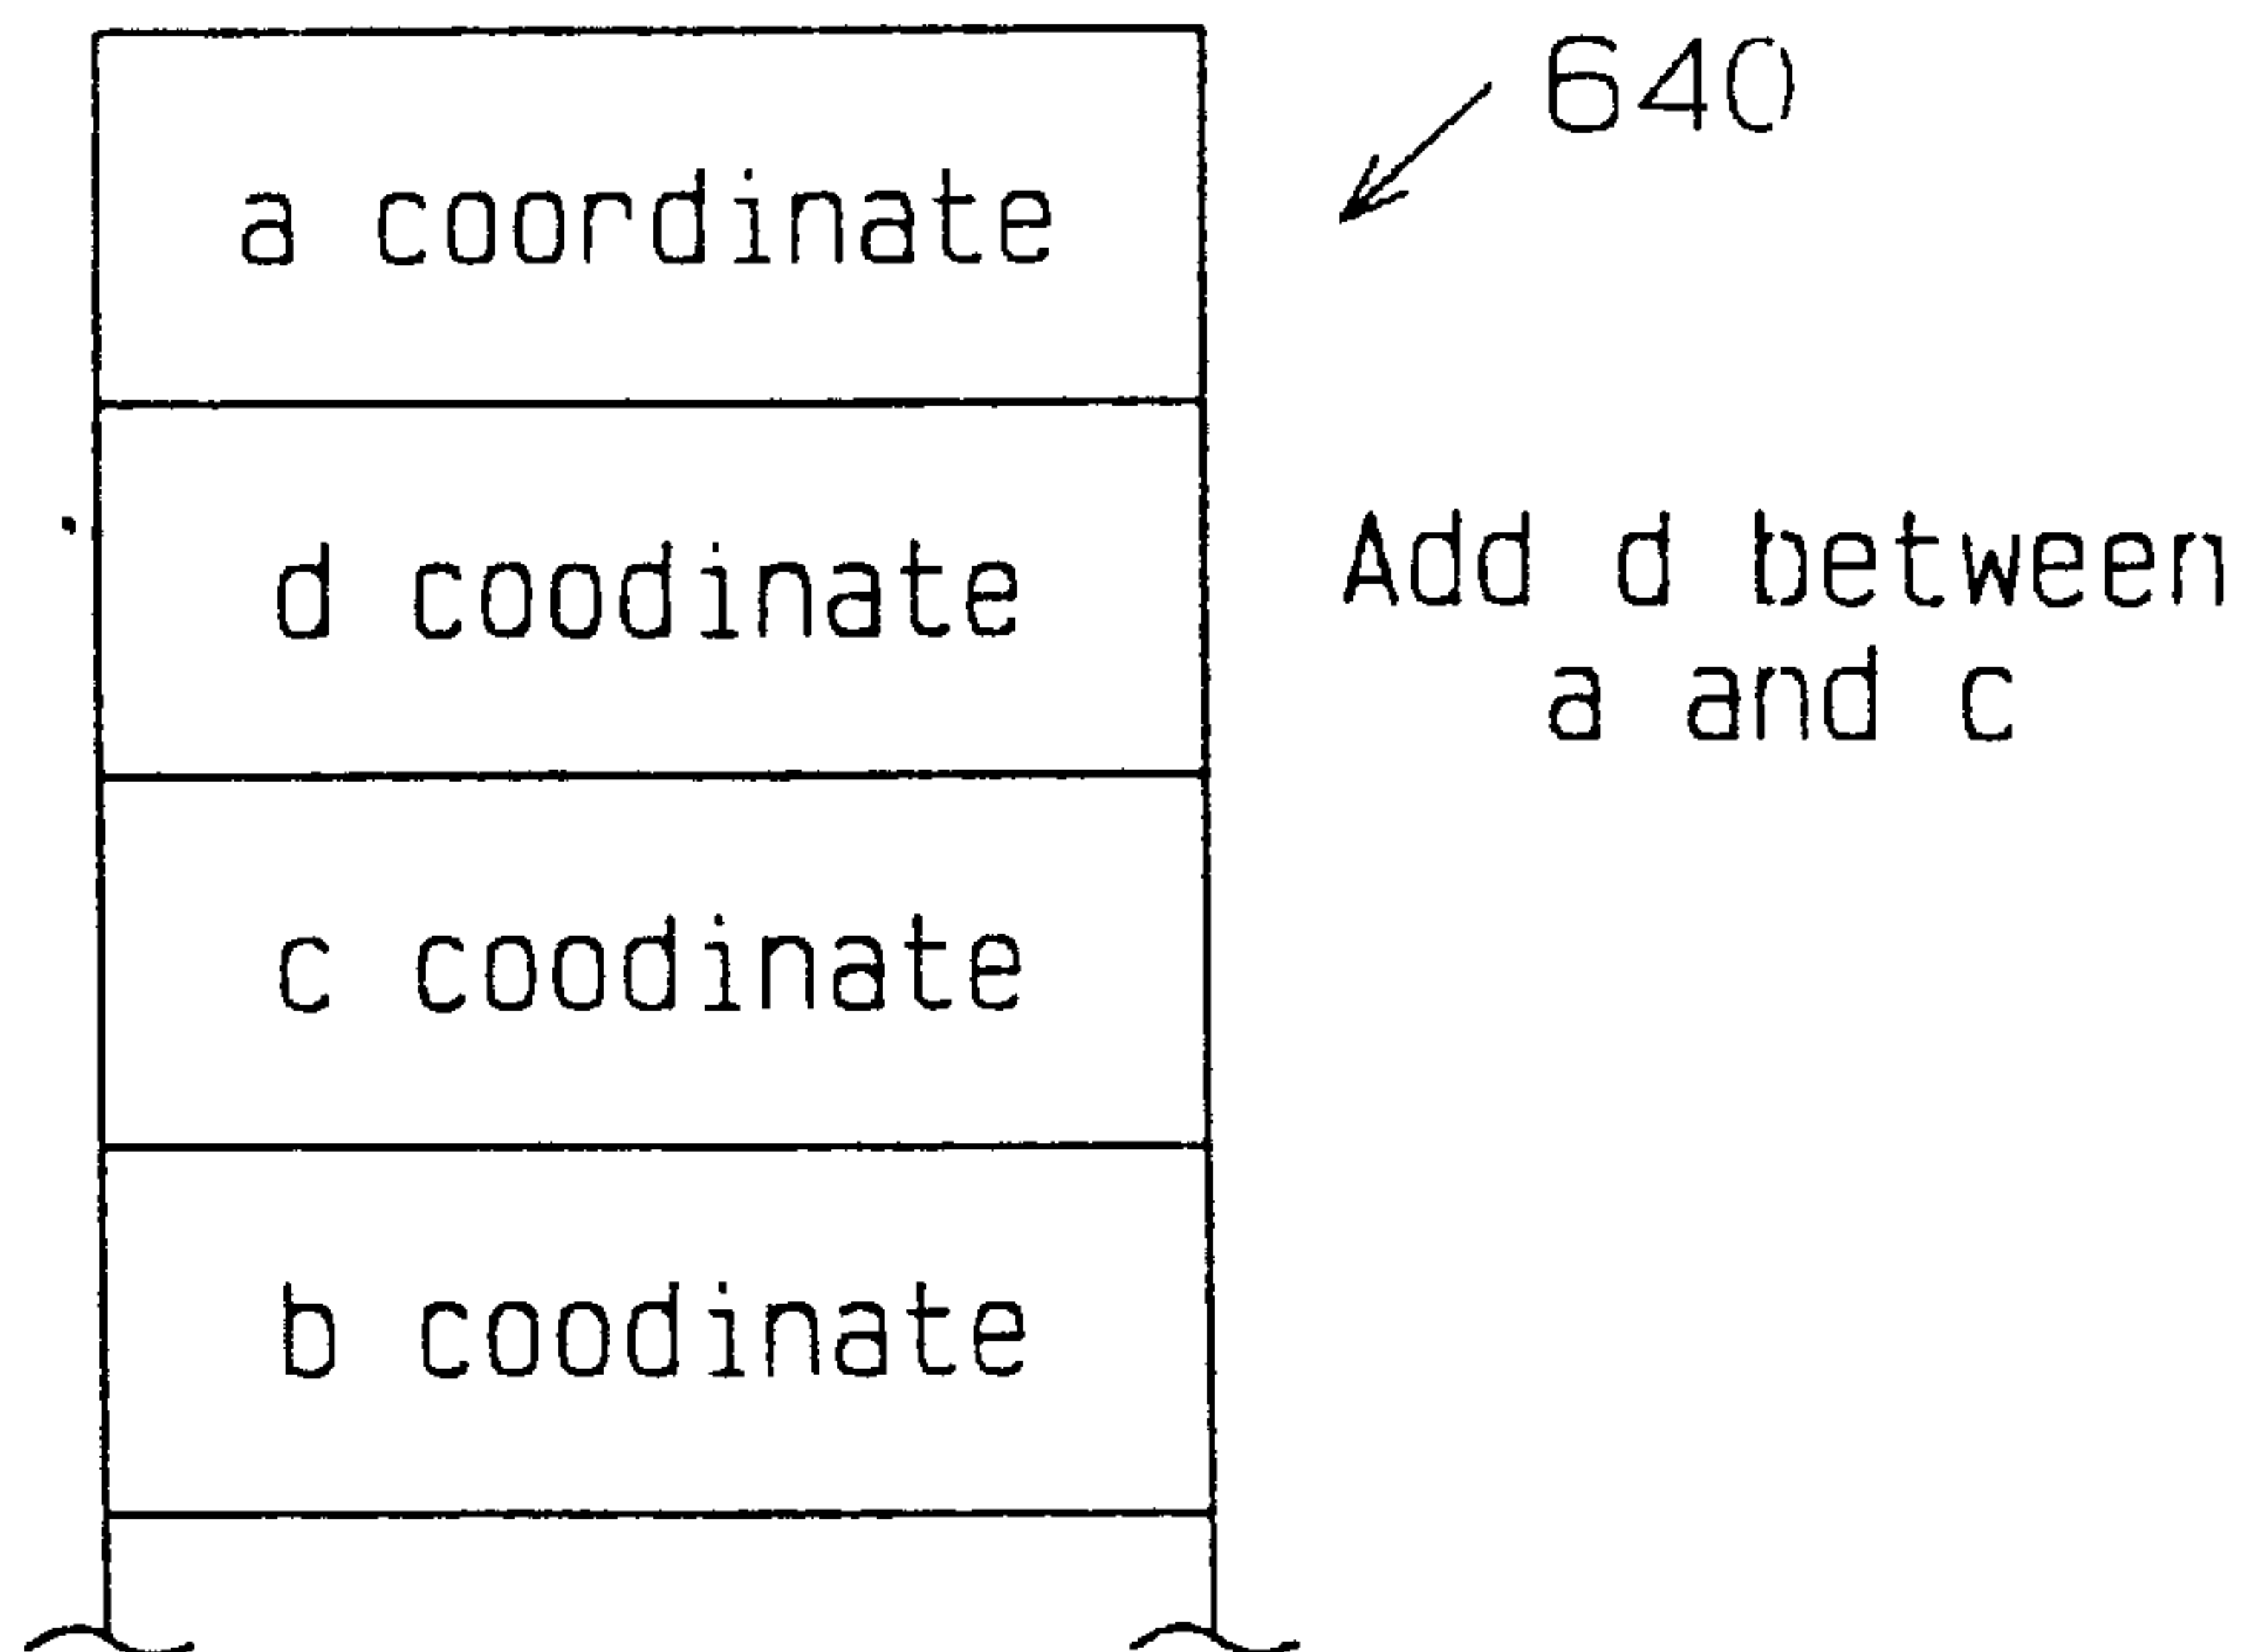 640
a coordinate
d coodinate
Add d between
a and c
c coodinate
b coodinate